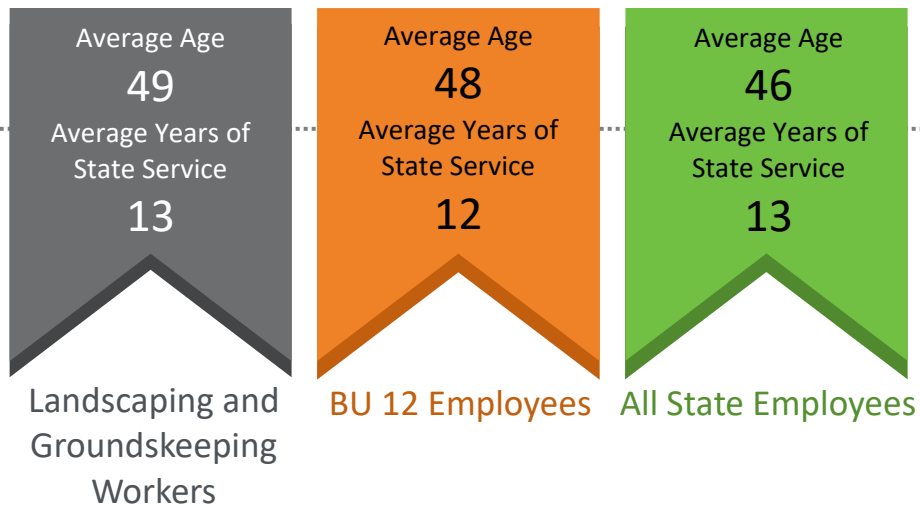 Average Age
49
Average Years of
State Service
13
Landscaping and
Groundskeeping
Workers
Average Age
48
Average Years of
State Service
12
BU 12 Employees
Average Age
46
Average Years of
State Service
13
All State Employees